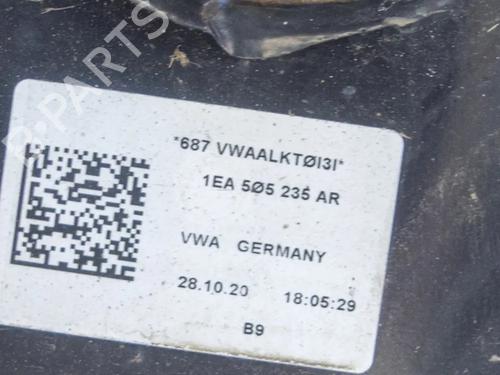 B-PARTS
*687 VWAALKTØI3I*
1EA 5Ø5 235 AR
VWA GERMANY
28.10.20 18:05:29
B9